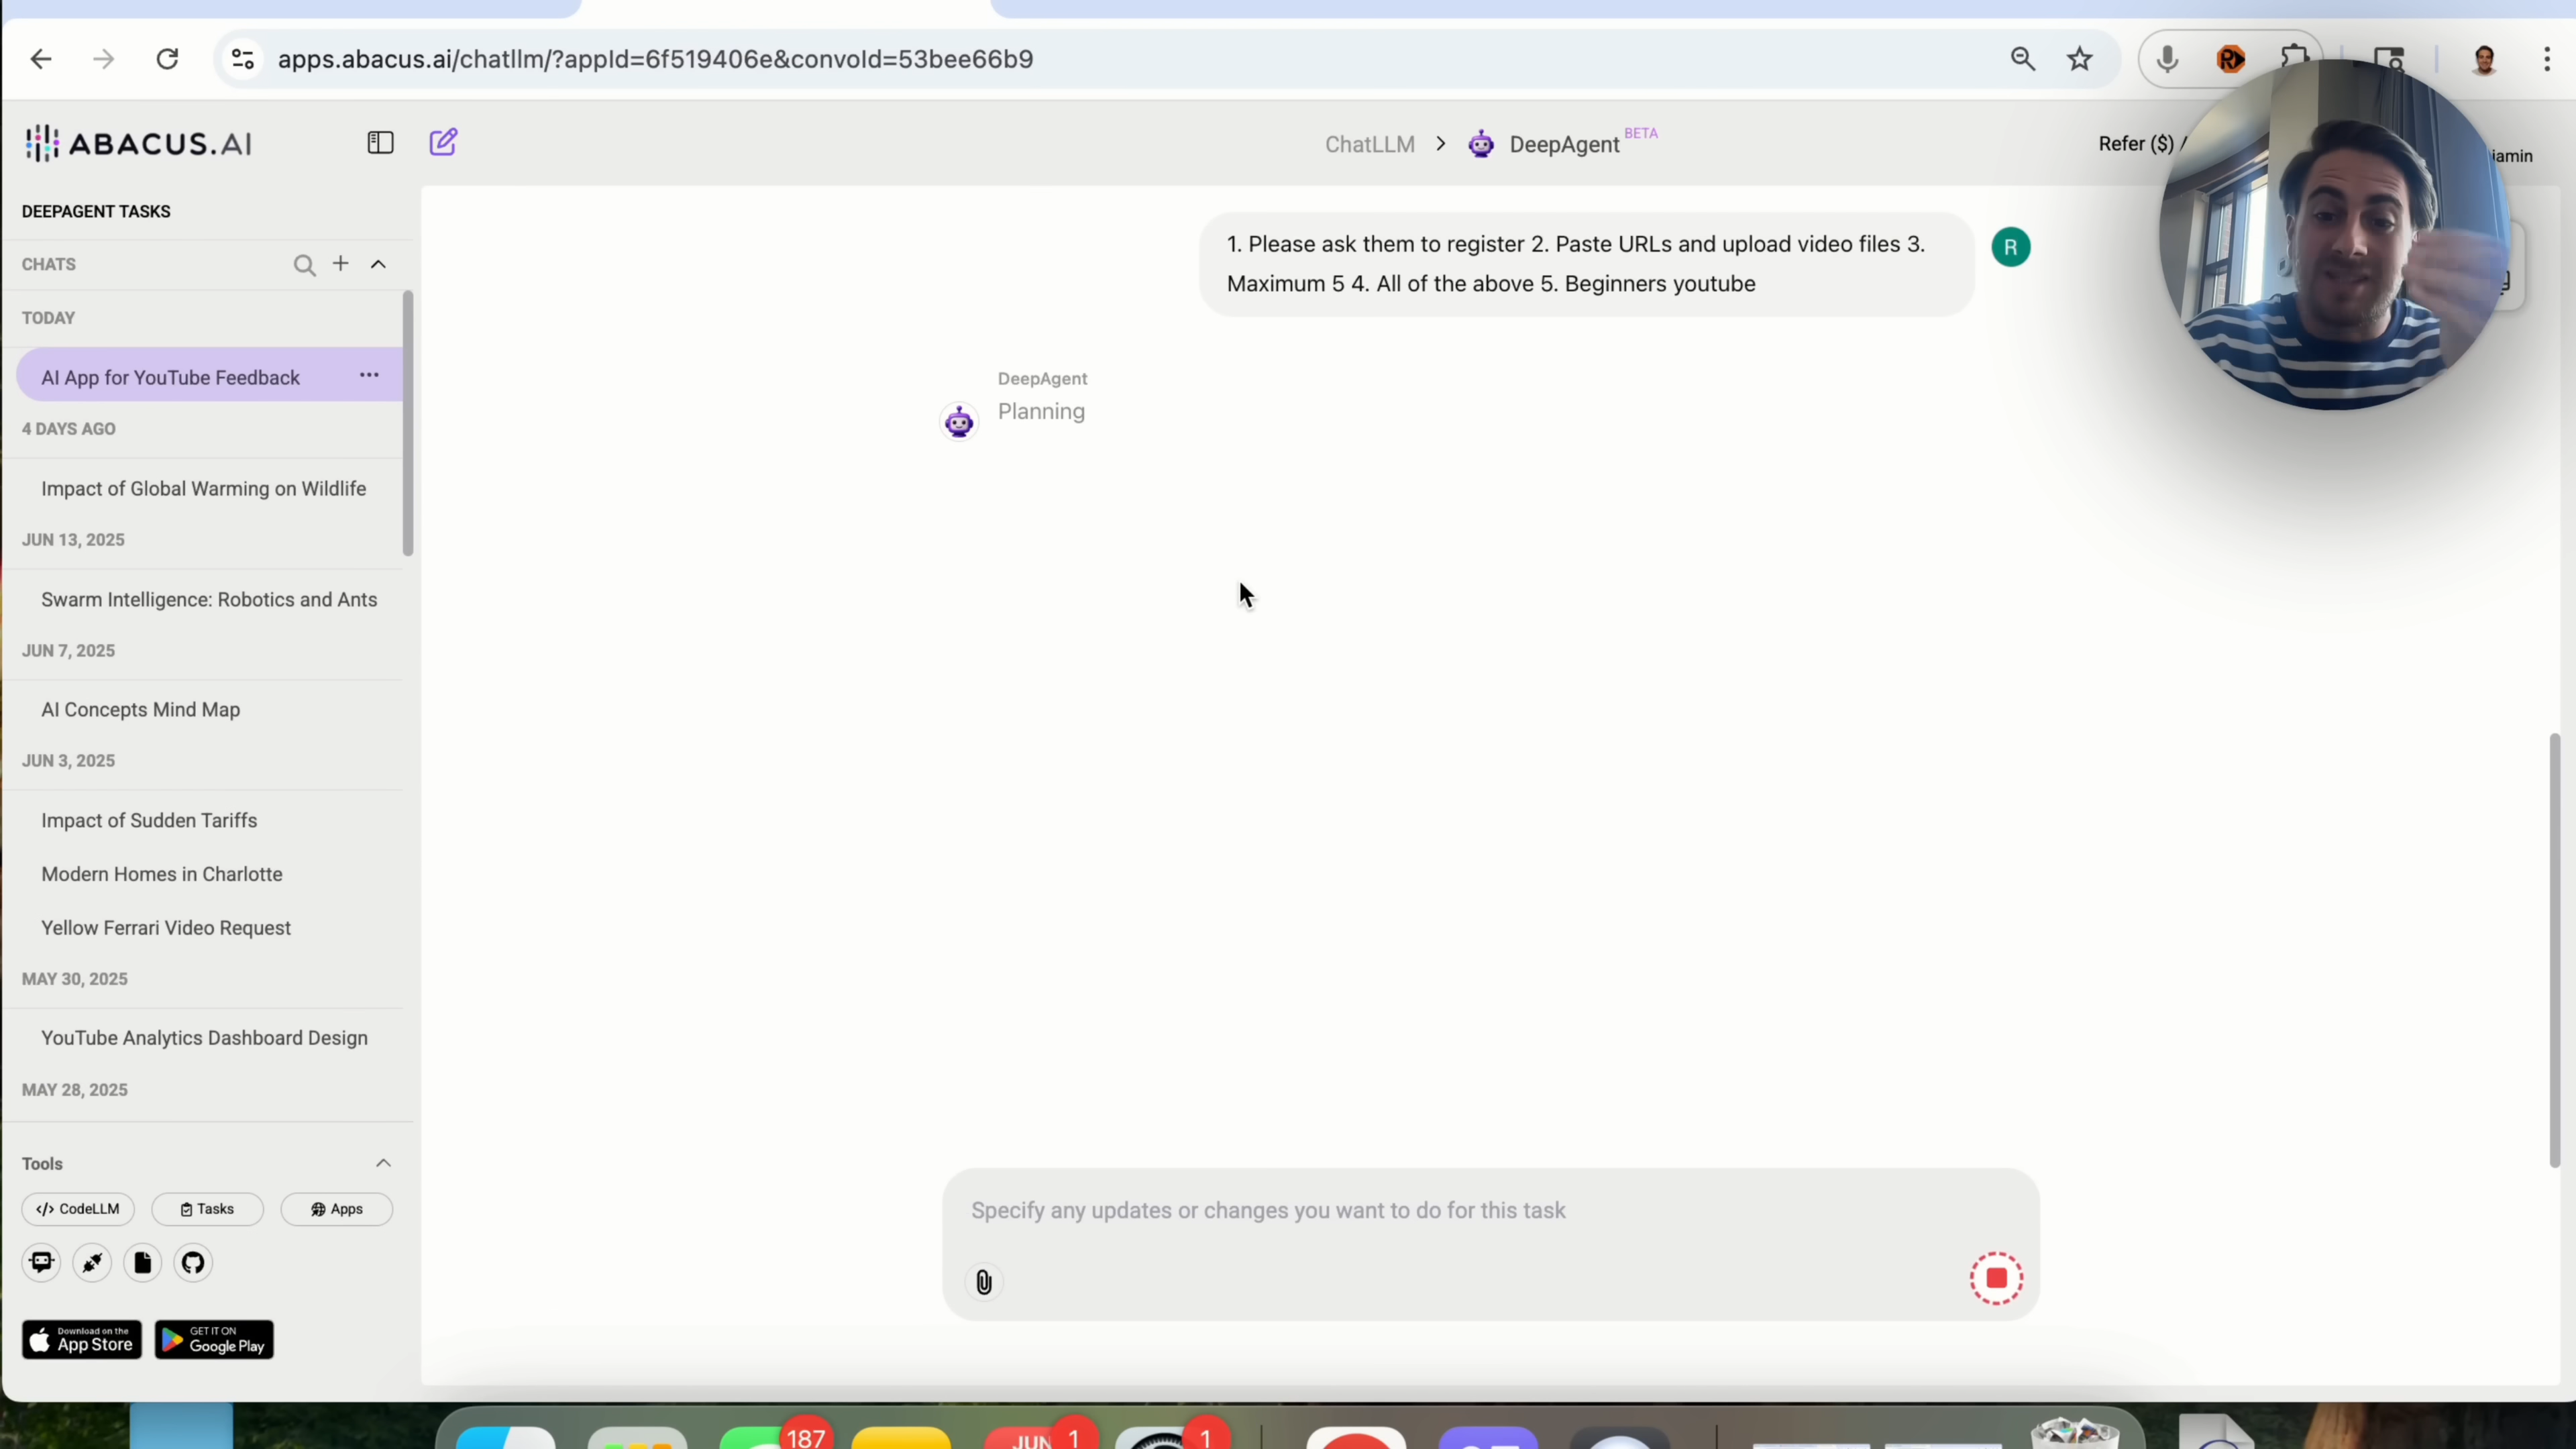 apps.abacus.ai/chatllm/?appId=6f519406e&convoId=53bee66b9
ABACUS.AI
ChatLLM > DeepAgent BETA
Refer ($)
DEEPAGENT TASKS
CHATS
TODAY
AI App for YouTube Feedback
4 DAYS AGO
Impact of Global Warming on Wildlife
JUN 13, 2025
Swarm Intelligence: Robotics and Ants
JUN 7, 2025
AI Concepts Mind Map
JUN 3, 2025
Impact of Sudden Tariffs
Modern Homes in Charlotte
Yellow Ferrari Video Request
MAY 30, 2025
YouTube Analytics Dashboard Design
MAY 28, 2025
Tools
</> CodeLLM
Tasks
Apps
Download on the
App Store
GET IT ON
Google Play
1. Please ask them to register 2. Paste URLs and upload video files 3.
Maximum 5 4. All of the above 5. Beginners youtube
R
DeepAgent
Planning
Specify any updates or changes you want to do for this task
187
JUN
1
1